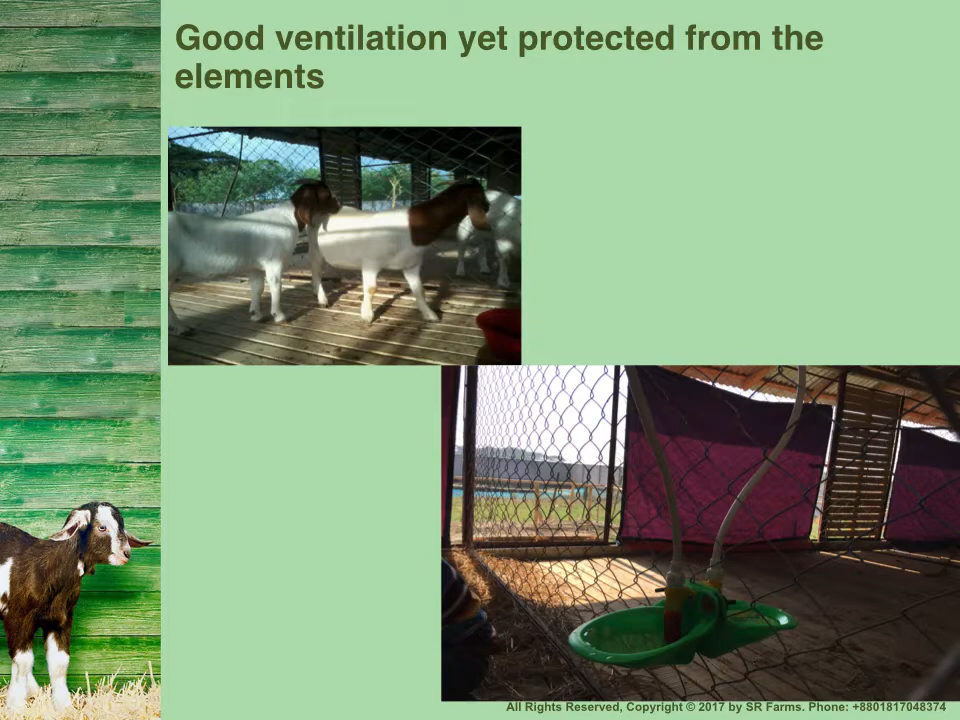 Good ventilation yet protected from the
elements
All Rights Reserved, Copyright © 2017 by SR Farms. Phone: +8801817048374